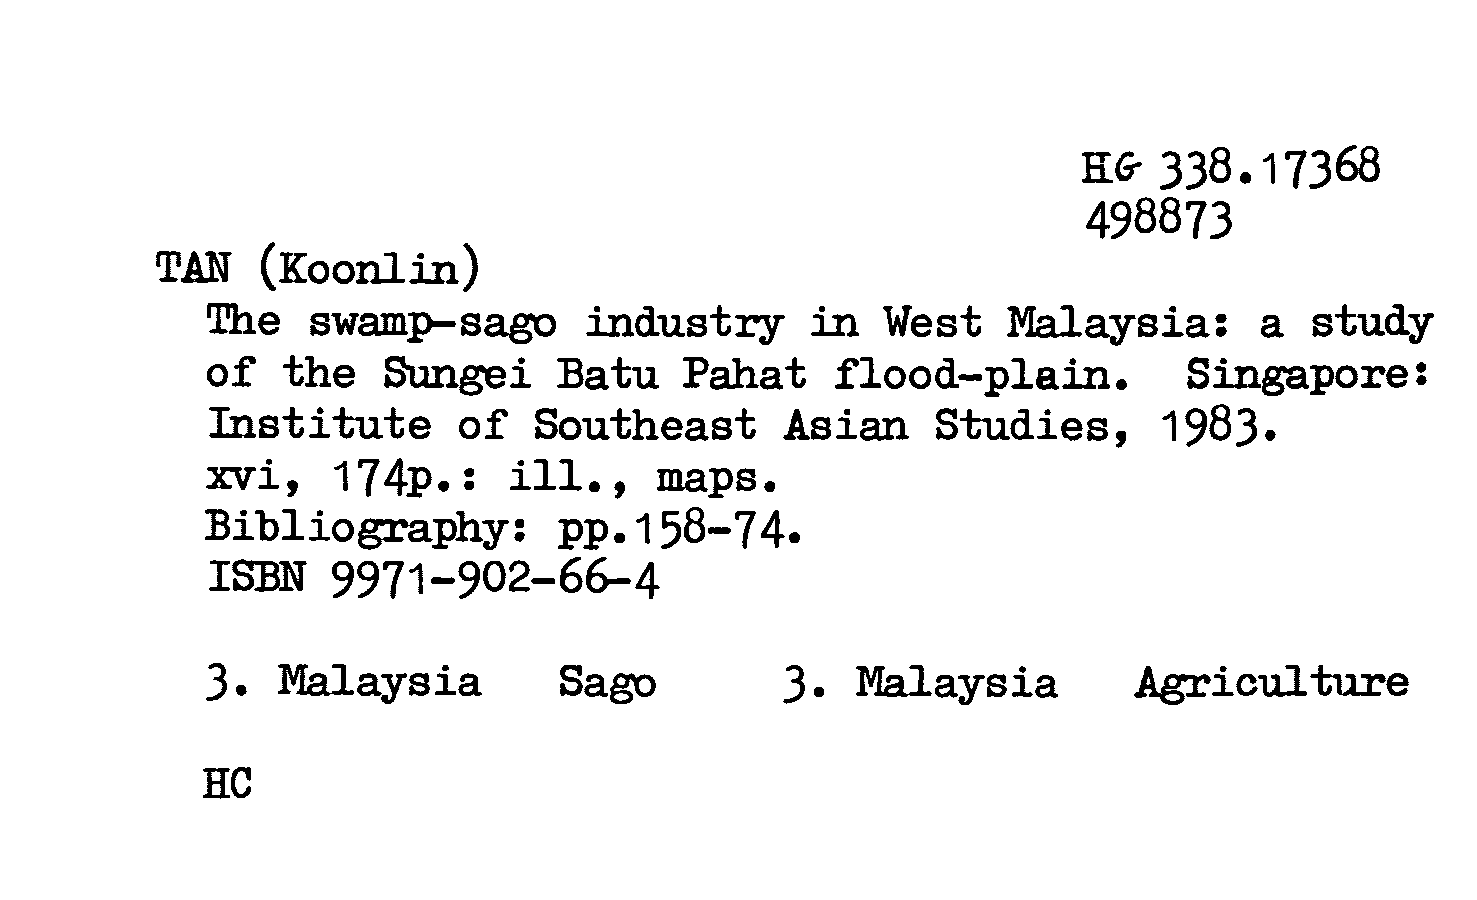 HG 338.17368
498873
TAN (Koonlin)
The swamp-sago industry in West Malaysia: a study
of the Sungei Batu Pahat flood-plain. Singapore:
Institute of Southeast Asian Studies, 1983.
xvi, 174p.: ill., maps.
Bibliography: pp.158-74.
ISBN 9971-902-66-4
3. Malaysia Sago 3. Malaysia Agriculture
HC